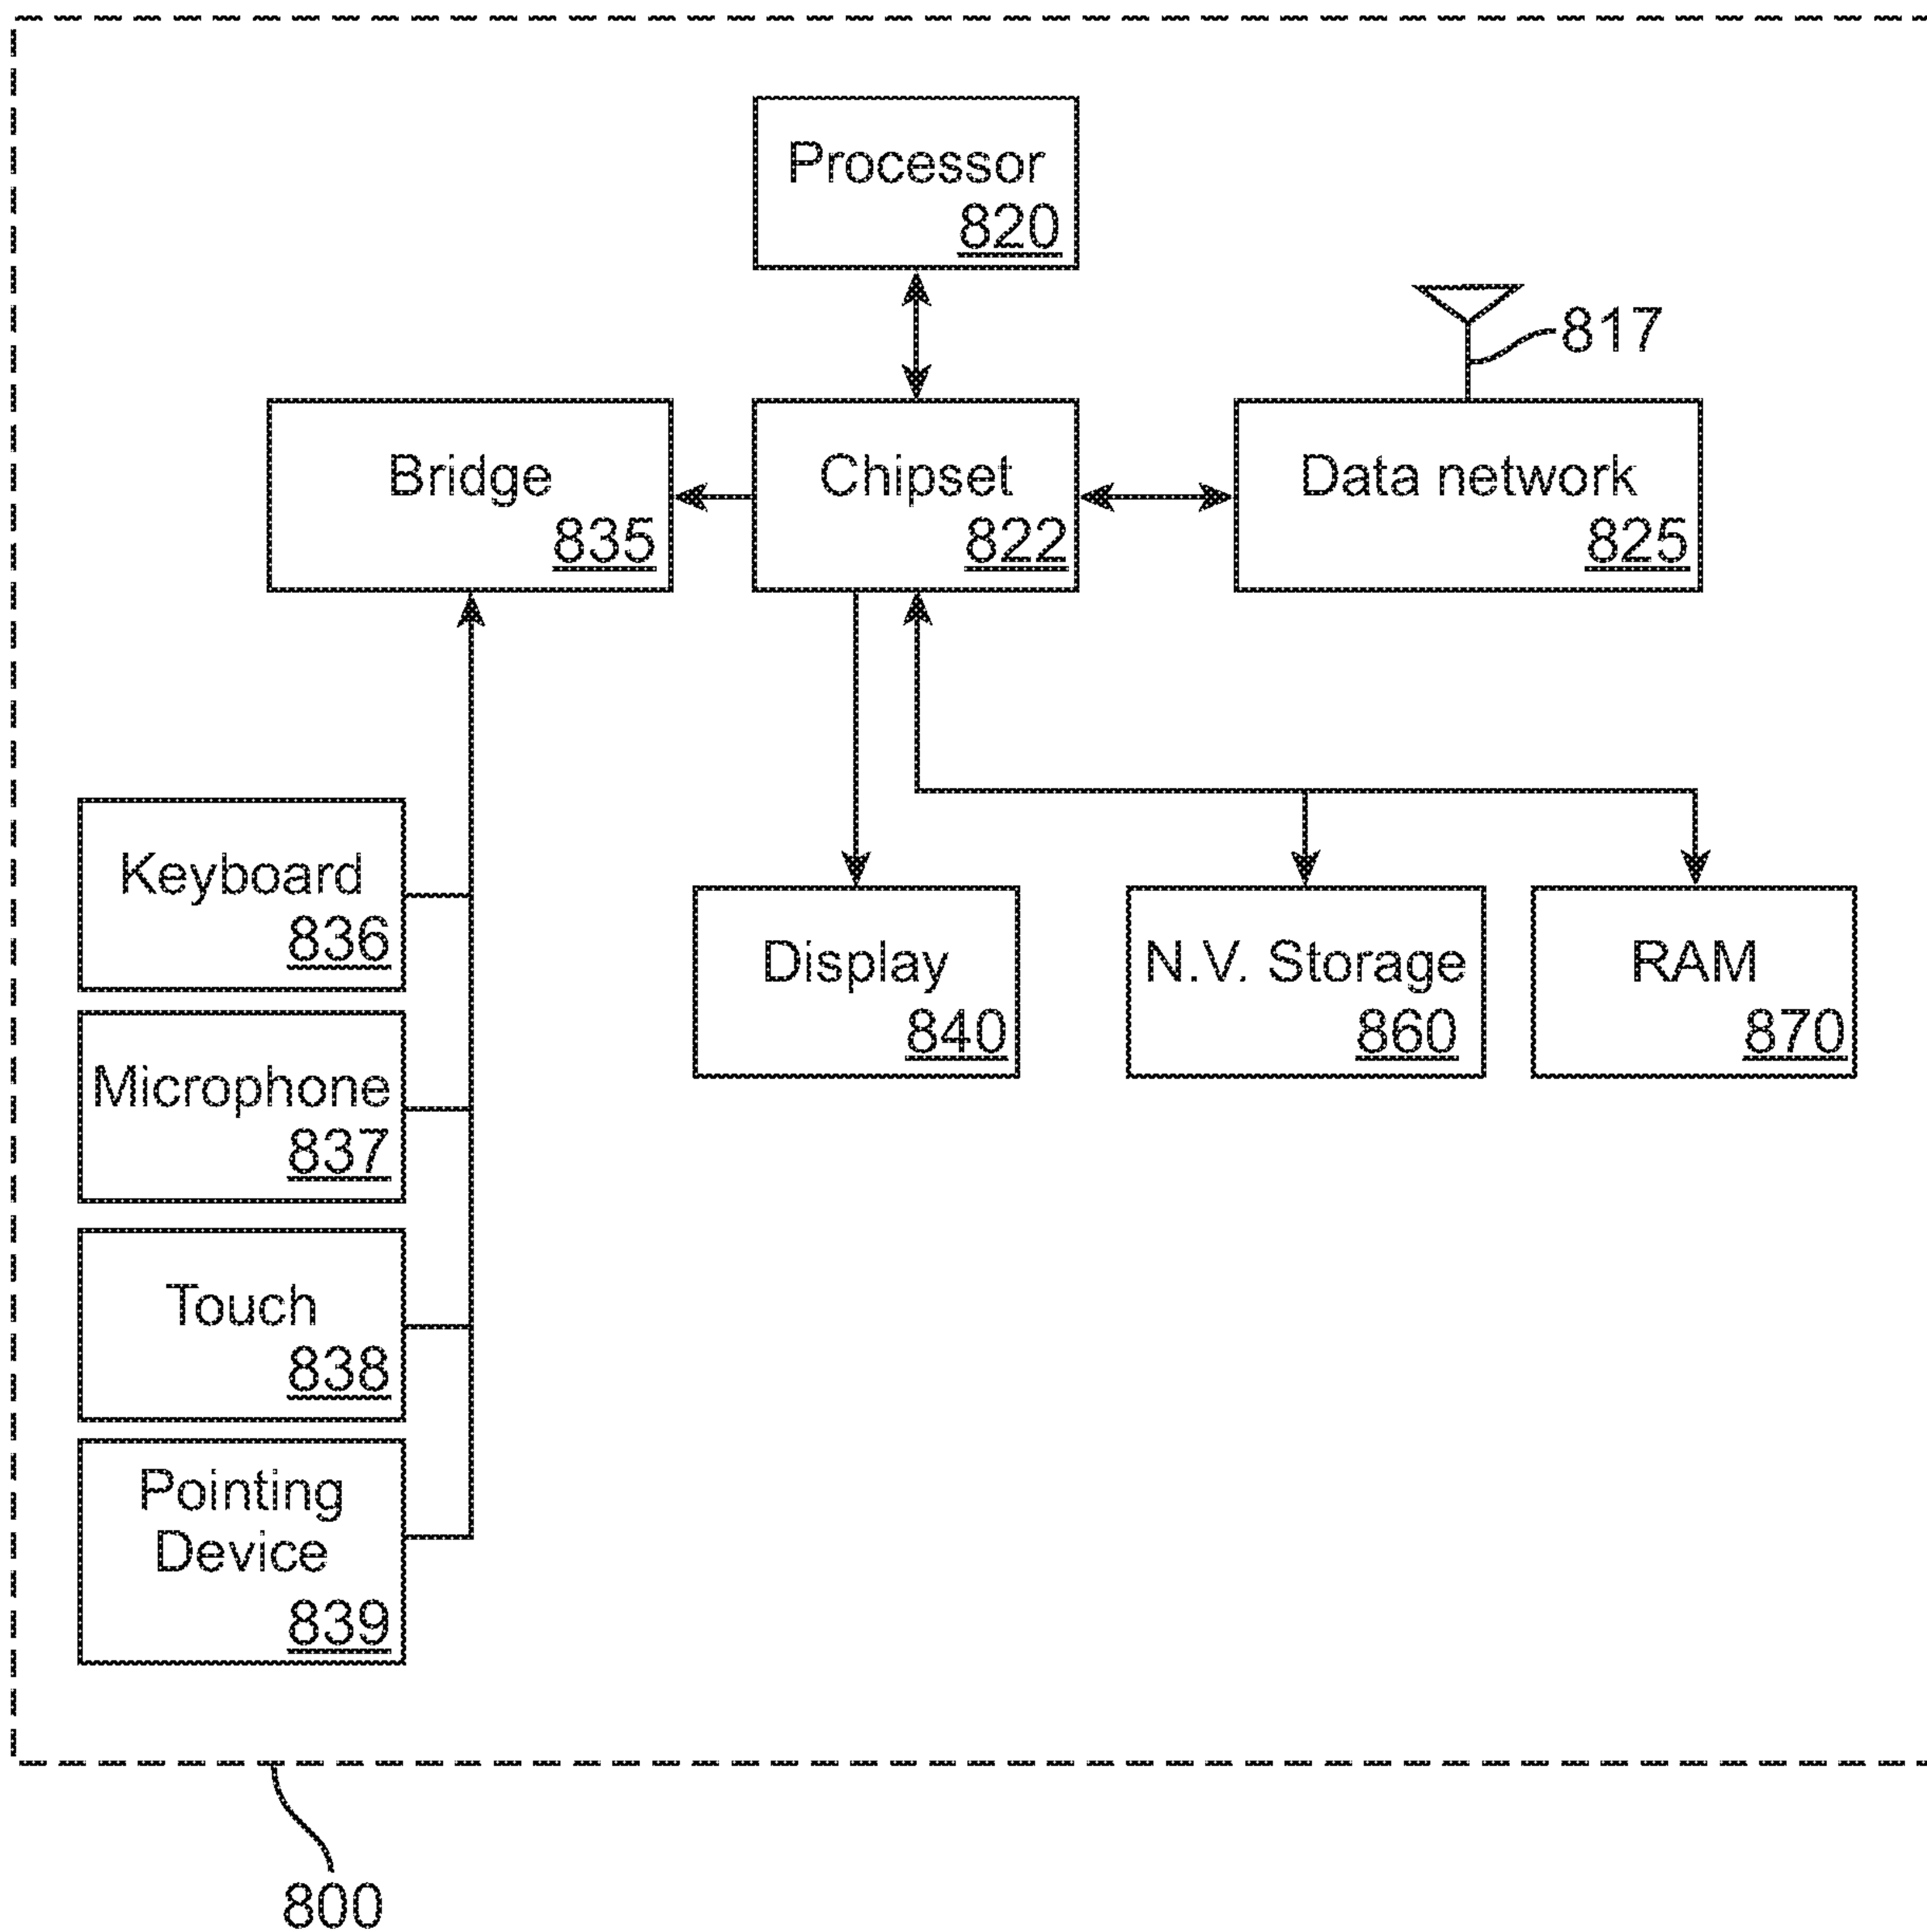 Processor
820
817
Bridge
835
Chipset
822
Data network
825
Keyboard
836
Microphone
837
Touch
838
Pointing
Device
839
Display
840
N.V. Storage
860
RAM
870
800